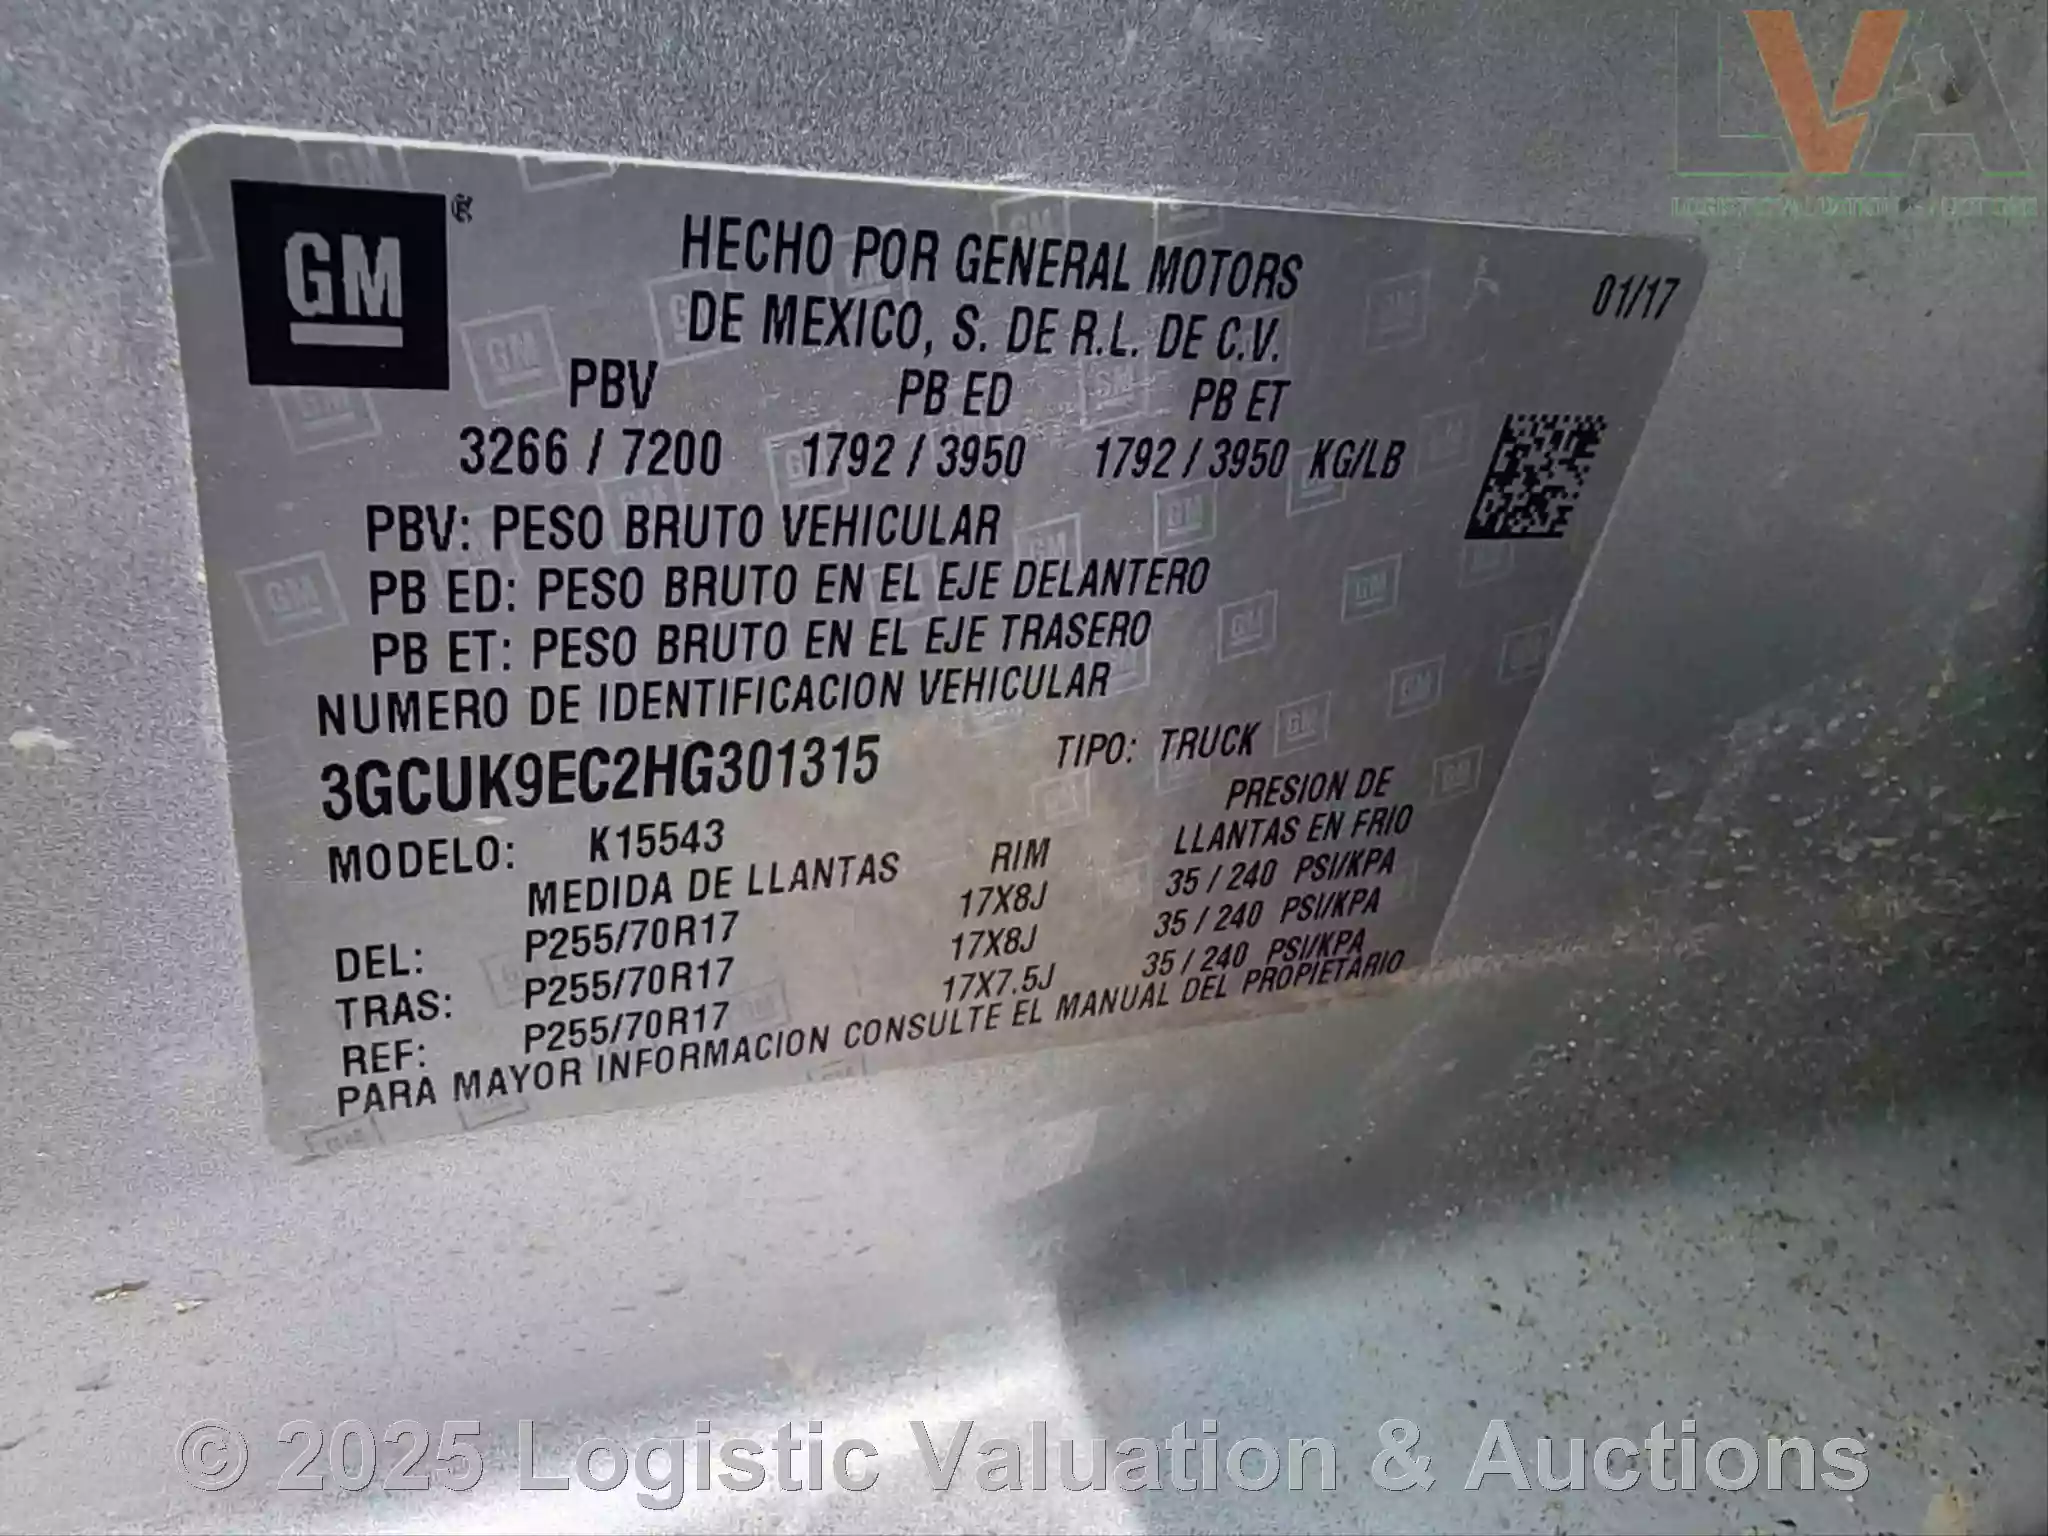 LVA
LOGISTIC VALUATION & AUCTIONS
GM
HECHO POR GENERAL MOTORS
DE MEXICO, S. DE R.L. DE C.V.
01/17
PBV PB ED PB ET
3266 / 7200 1792 / 3950 1792 / 3950 KG/LB
PBV: PESO BRUTO VEHICULAR
PB ED: PESO BRUTO EN EL EJE DELANTERO
PB ET: PESO BRUTO EN EL EJE TRASERO
NUMERO DE IDENTIFICACION VEHICULAR
3GCUK9EC2HG301315 TIPO: TRUCK
MODELO: K15543
MEDIDA DE LLANTAS RIM PRESION DE
LLANTAS EN FRIO
DEL: P255/70R17 17X8J 35 / 240 PSI/KPA
TRAS: P255/70R17 17X8J 35 / 240 PSI/KPA
REF: P255/70R17 17X7.5J 35 / 240 PSI/KPA
PARA MAYOR INFORMACION CONSULTE EL MANUAL DEL PROPIETARIO
© 2025 Logistic Valuation & Auctions